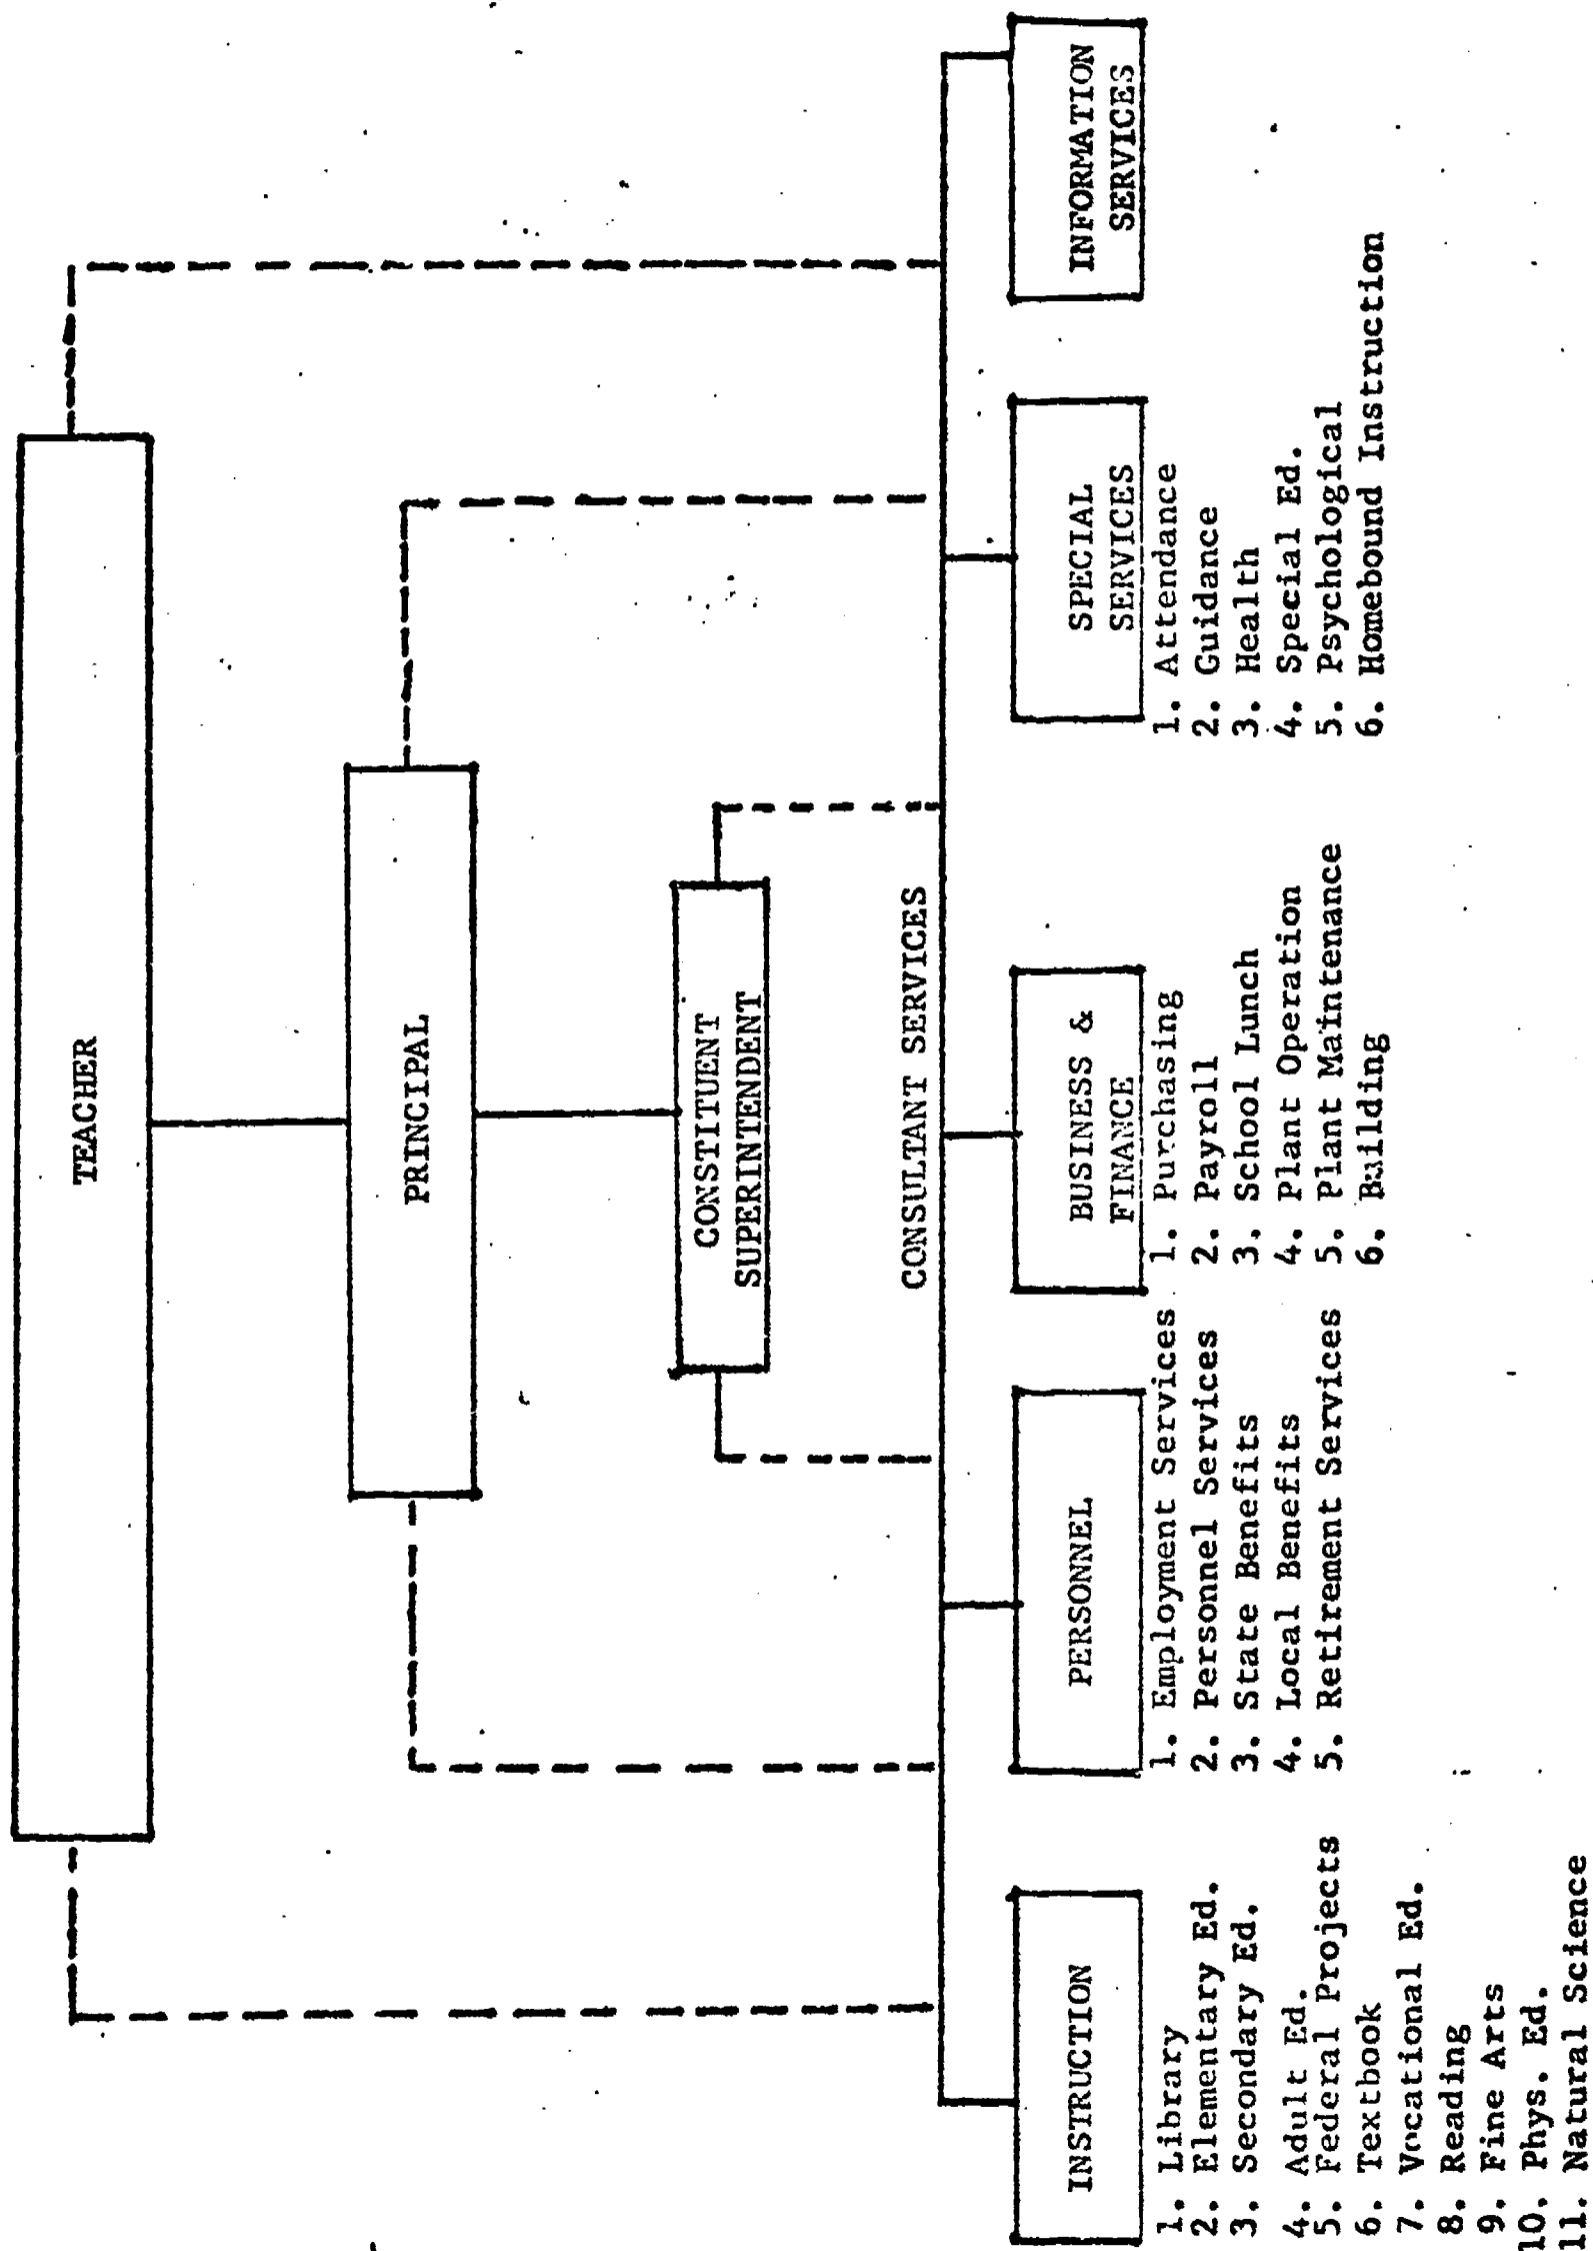 TEACHER
PRINCIPAL
CONSTITUENT
SUPERINTENDENT
CONSULTANT SERVICES
INSTRUCTION
1. Library
2. Elementary Ed.
3. Secondary Ed.
4. Adult Ed.
5. Federal Projects
6. Textbook
7. Vocational Ed.
8. Reading
9. Fine Arts
10. Phys. Ed.
11. Natural Science
PERSONNEL
1. Employment Services
2. Personnel Services
3. State Benefits
4. Local Benefits
5. Retirement Services
BUSINESS &
FINANCE
1. Purchasing
2. Payroll
3. School Lunch
4. Plant Operation
5. Plant Maintenance
6. Building
SPECIAL
SERVICES
1. Attendance
2. Guidance
3. Health
4. Special Ed.
5. Psychological
6. Homebound Instruction
INFORMATION
SERVICES